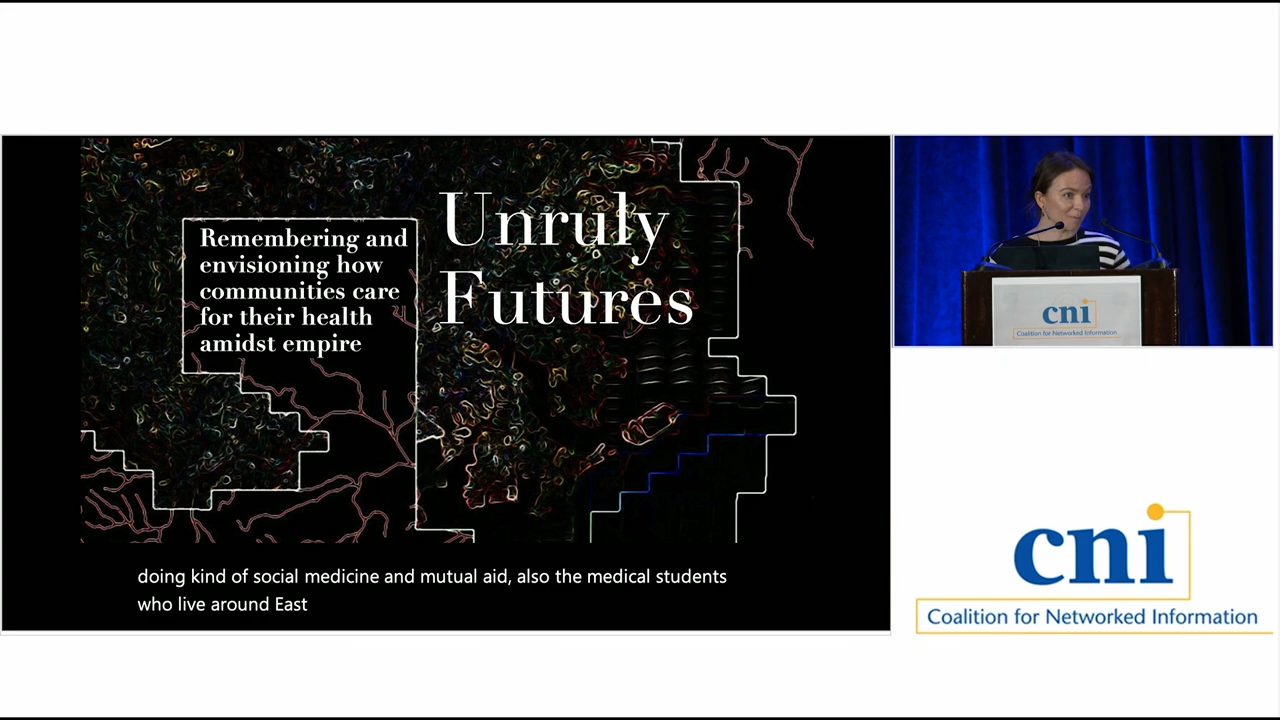 Remembering and
envisioning how
communities care
for their health
amidst empire
Unruly
Futures
doing kind of social medicine and mutual aid, also the medical students
who live around East
cni
Coalition for Networked Information
cni
Coalition for Networked Information